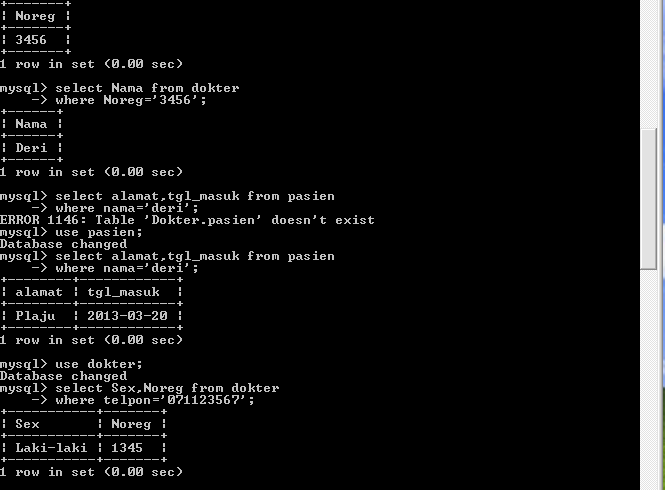 +-------+
| Noreg |
+-------+
| 3456  |
+-------+
1 row in set (0.00 sec)
mysql> select Nama from dokter
    -> where Noreg='3456';
+------+
| Nama |
+------+
| Deri |
+------+
1 row in set (0.00 sec)
mysql> select alamat,tgl_masuk from pasien
    -> where nama='deri';
ERROR 1146: Table 'Dokter.pasien' doesn't exist
mysql> use pasien;
Database changed
mysql> select alamat,tgl_masuk from pasien
    -> where nama='deri';
+--------+------------+
| alamat | tgl_masuk  |
+--------+------------+
| Plaju  | 2013-03-20 |
+--------+------------+
1 row in set (0.00 sec)
mysql> use dokter;
Database changed
mysql> select Sex,Noreg from dokter
    -> where telpon='071123567';
+-----------+-------+
| Sex       | Noreg |
+-----------+-------+
| Laki-laki | 1345  |
+-----------+-------+
1 row in set (0.00 sec)